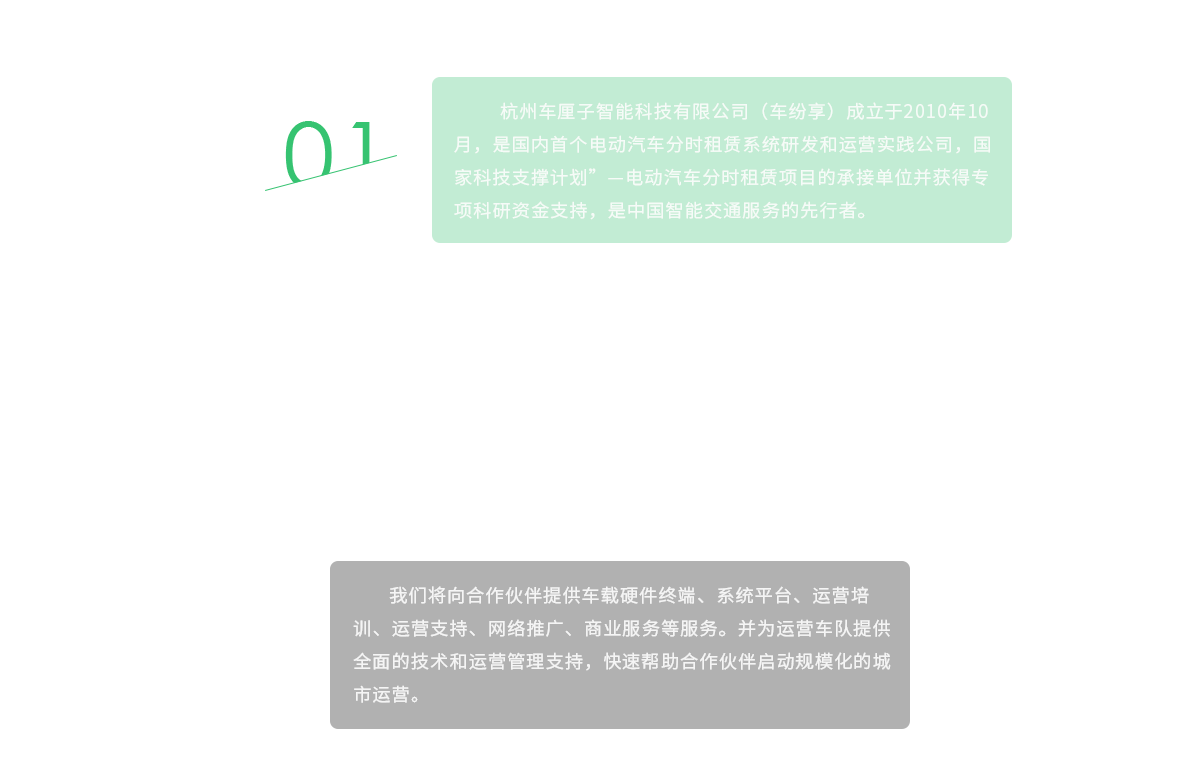 01
杭州车厘子智能科技有限公司（车纷享）成立于2010年10
月，是国内首个电动汽车分时租赁系统研发和运营实践公司，国
家科技支撑计划”—电动汽车分时租赁项目的承接单位并获得专
项科研资金支持，是中国智能交通服务的先行者。
我们将向合作伙伴提供车载硬件终端、系统平台、运营培
训、运营支持、网络推广、商业服务等服务。并为运营车队提供
全面的技术和运营管理支持，快速帮助合作伙伴启动规模化的城
市运营。